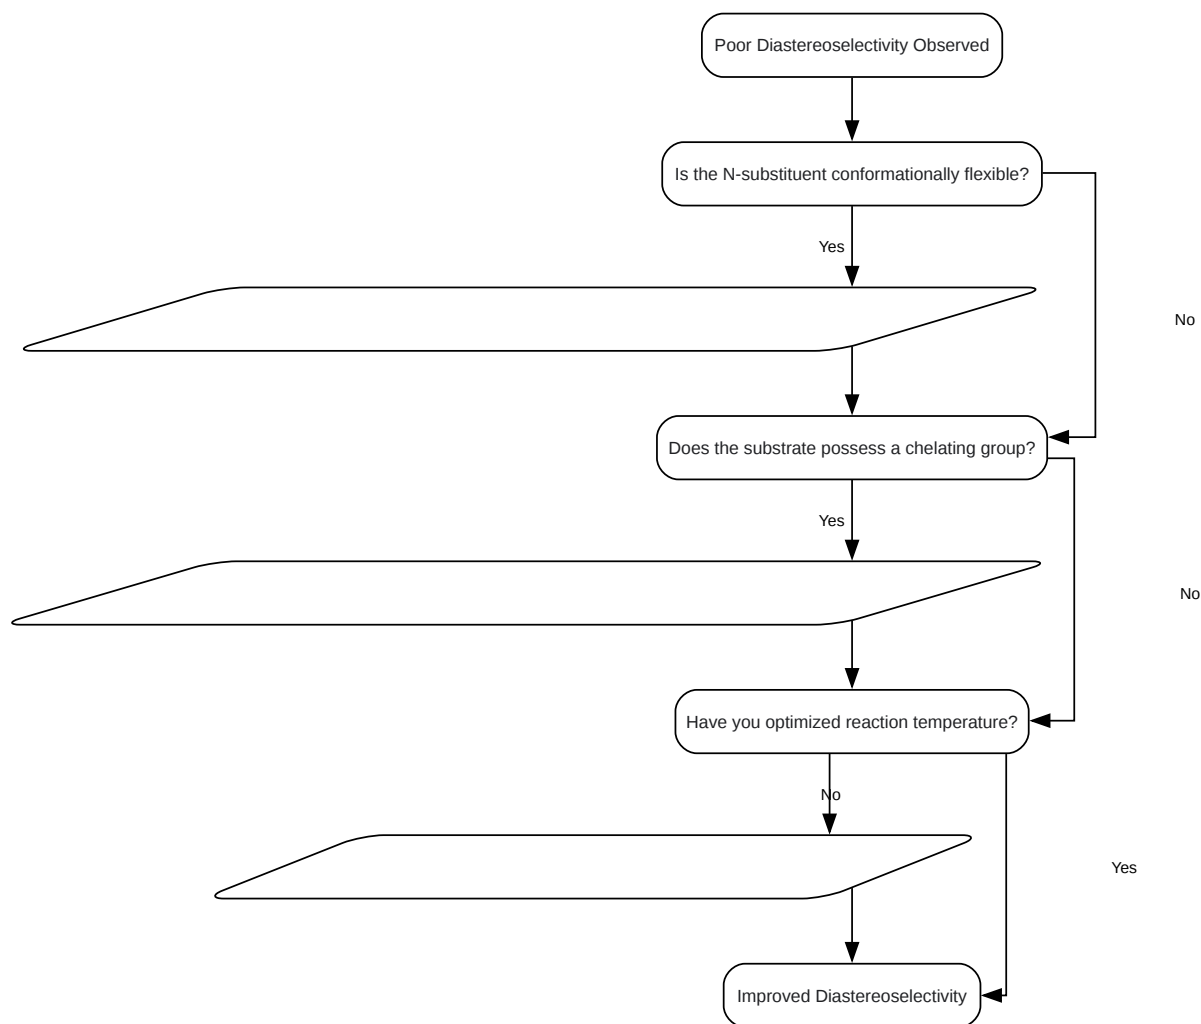 Poor Diastereoselectivity Observed
Is the N-substituent conformationally flexible?
Yes
No
Does the substrate possess a chelating group?
Yes
No
Have you optimized reaction temperature?
No
Yes
Improved Diastereoselectivity